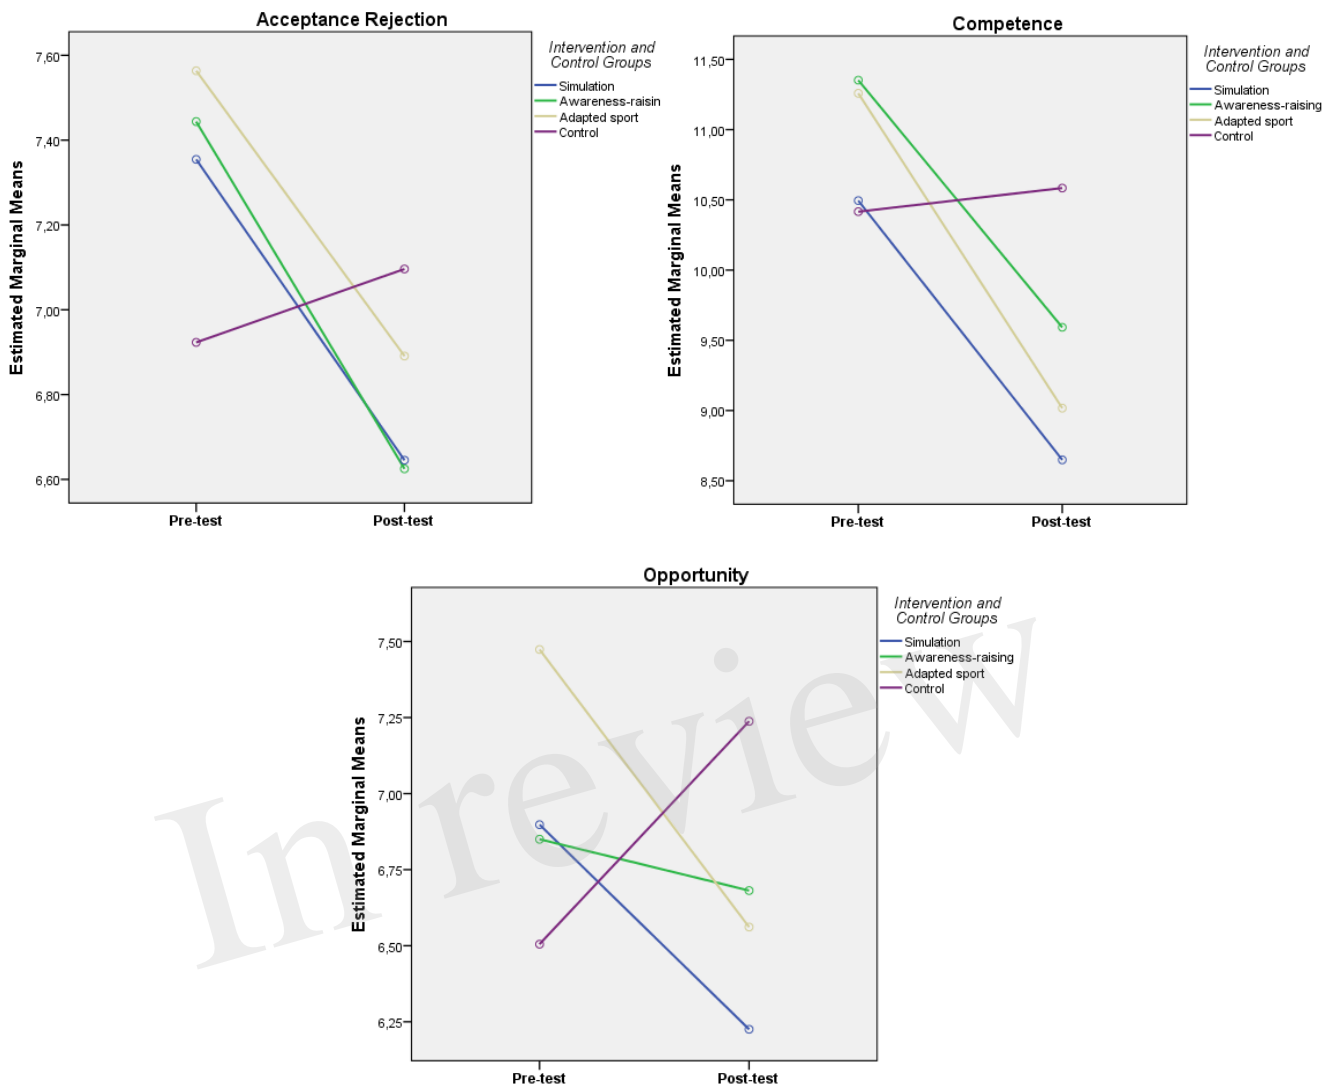 Acceptance Rejection
Intervention and
Control Groups
Simulation
Awareness-raisin
Adapted sport
Control
Estimated Marginal Means
7,60
7,40
7,20
7,00
6,80
6,60
Pre-test
Post-test
Competence
Intervention and
Control Groups
Simulation
Awareness-raising
Adapted sport
Control
Estimated Marginal Means
11,50
11,00
10,50
10,00
9,50
9,00
8,50
Pre-test
Post-test
Opportunity
Intervention and
Control Groups
Simulation
Awareness-raising
Adapted sport
Control
Estimated Marginal Means
7,50
7,25
7,00
6,75
6,50
6,25
Pre-test
Post-test
In review